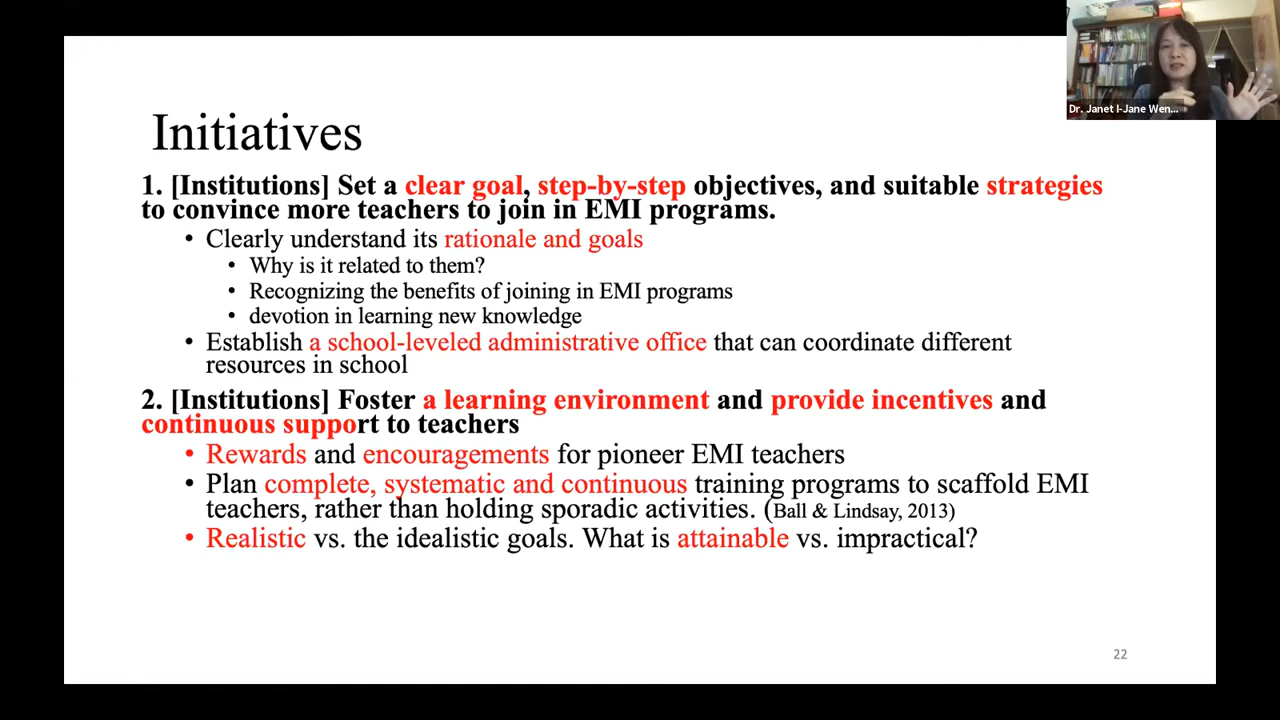 Dr. Janet I-Jane Wen...
Initiatives
1. [Institutions] Set a clear goal, step-by-step objectives, and suitable strategies
to convince more teachers to join in EMI programs.
• Clearly understand its rationale and goals
• Why is it related to them?
• Recognizing the benefits of joining in EMI programs
• devotion in learning new knowledge
• Establish a school-leveled administrative office that can coordinate different
resources in school
2. [Institutions] Foster a learning environment and provide incentives and
continuous support to teachers
• Rewards and encouragements for pioneer EMI teachers
• Plan complete, systematic and continuous training programs to scaffold EMI
teachers, rather than holding sporadic activities. (Ball & Lindsay, 2013)
• Realistic vs. the idealistic goals. What is attainable vs. impractical?
22